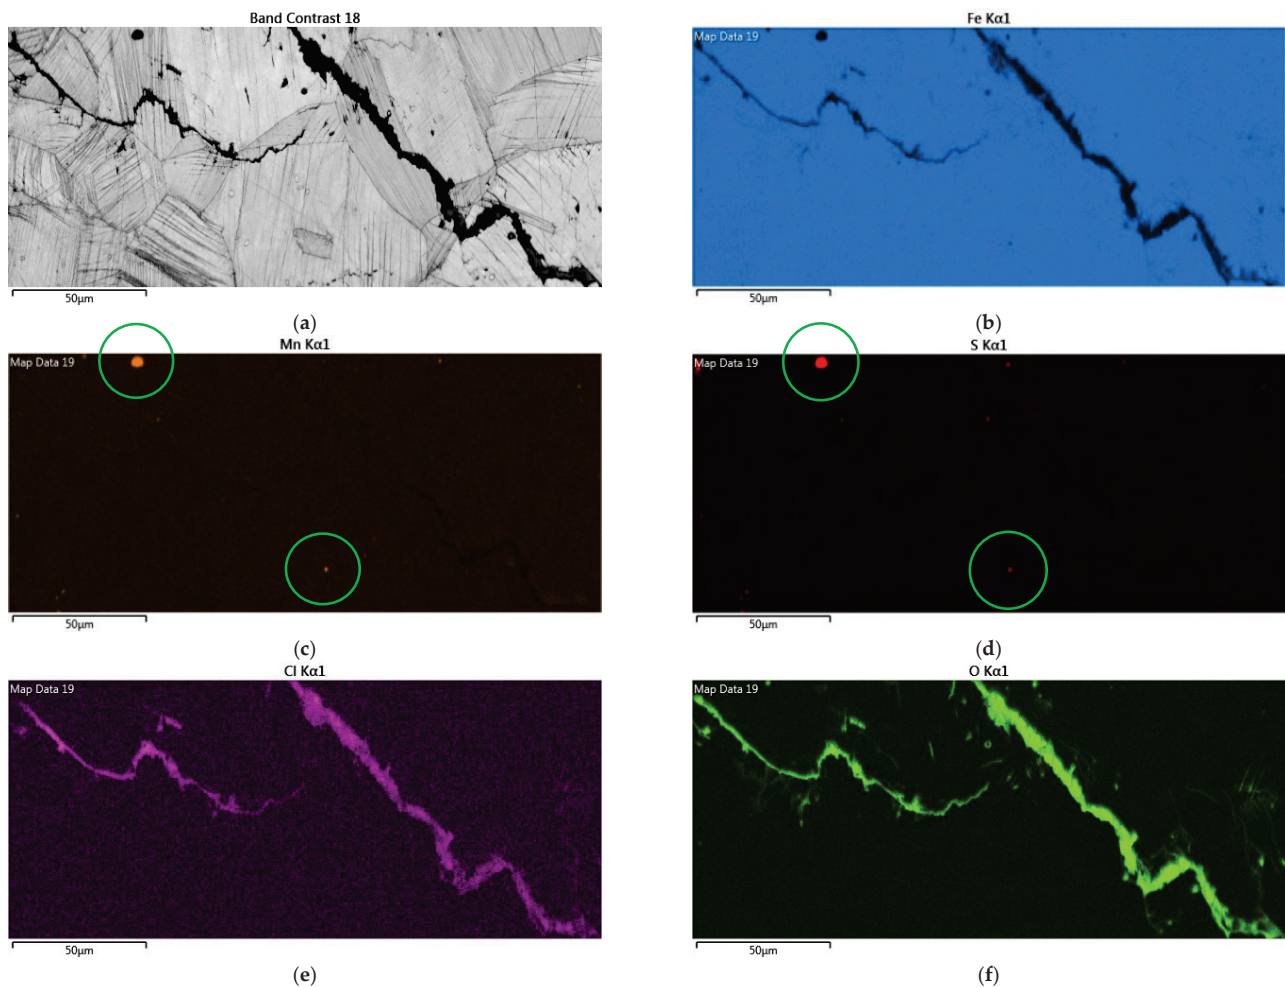 Band Contrast 18
Fe Kα1
Map Data 19
50μm
50μm
(a)
(b)
Mn Kα1
S Kα1
Map Data 19
Map Data 19
50μm
50μm
(c)
(d)
Cl Kα1
O Kα1
Map Data 19
Map Data 19
50μm
50μm
(e)
(f)